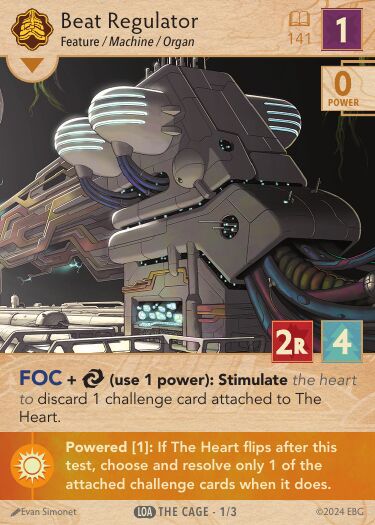 Beat Regulator
Feature / Machine / Organ
141
1
0
POWER
2R
4
FOC + (use 1 power): Stimulate the heart
to discard 1 challenge card attached to The
Heart.
Powered [1]: If The Heart flips after this
test, choose and resolve only 1 of the
attached challenge cards when it does.
Evan Simonet
LOA THE CAGE - 1/3
©2024 EBG